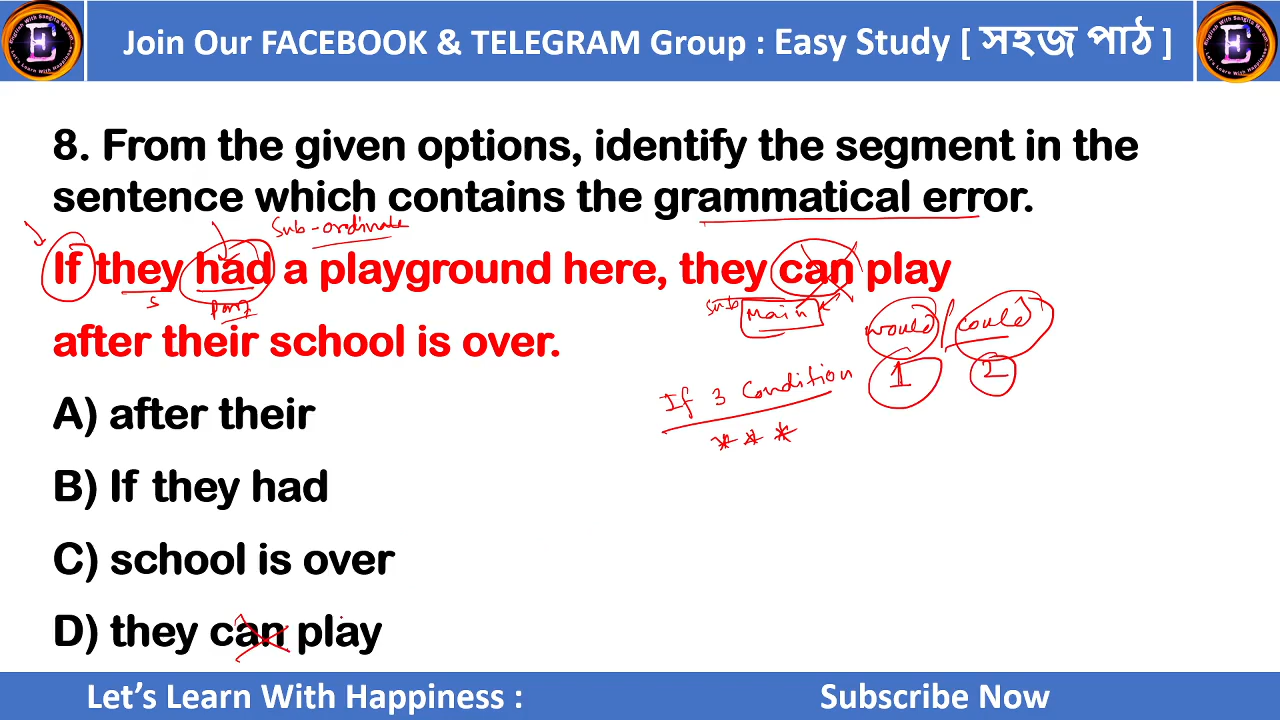 Join Our FACEBOOK & TELEGRAM Group : Easy Study [ সহজ পাঠ ]
8. From the given options, identify the segment in the
sentence which contains the grammatical error.
Sub-ordinate
If they had a playground here, they can play
S
Sub
Main
would / could
after their school is over.
1 2
If 3 Condition
***
A) after their
B) If they had
C) school is over
D) they can play
Let's Learn With Happiness :
Subscribe Now